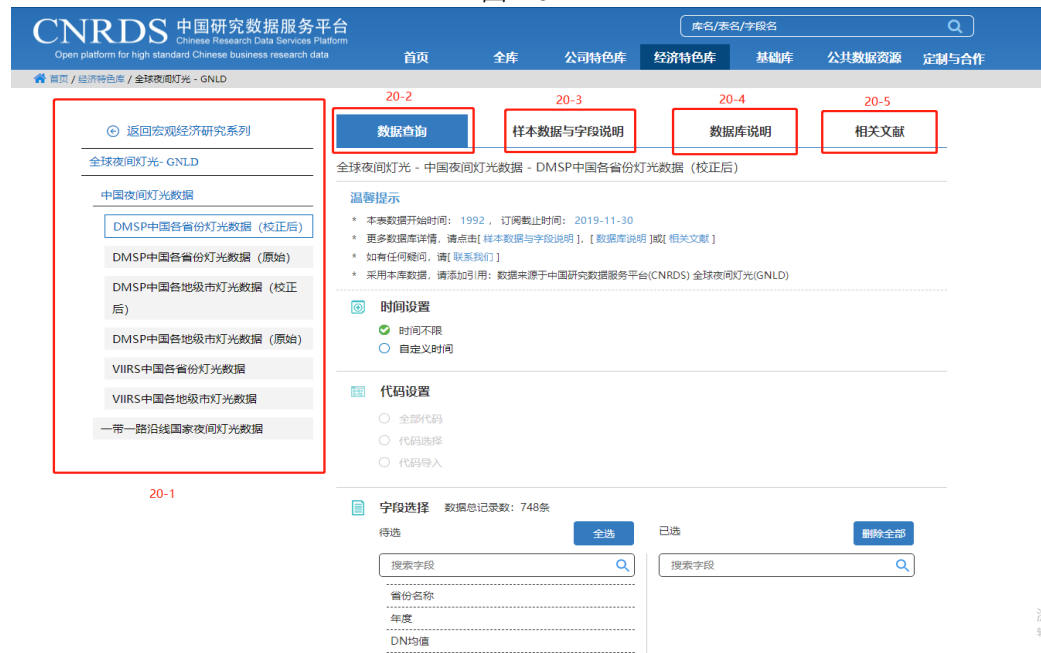 CNRDS 中国研究数据服务平台
Chinese Research Data Services Platform
Open platform for high standard Chinese business research data
库名/表名/字段名
首页 全库 公司特色库 经济特色库 基础库 公共数据资源 定制与合作
首页 / 经济特色库 / 全球夜间灯光 - GNLD
20-2 20-3 20-4 20-5
返回宏观经济研究系列
数据查询 样本数据与字段说明 数据库说明 相关文献
全球夜间灯光- GNLD
中国夜间灯光数据
DMSP中国各省份灯光数据（校正后）
DMSP中国各省份灯光数据（原始）
DMSP中国各地级市灯光数据（校正
后）
DMSP中国各地级市灯光数据（原始）
VIIRS中国各省份灯光数据
VIIRS中国各地级市灯光数据
一带一路沿线国家夜间灯光数据
20-1
全球夜间灯光 - 中国夜间灯光数据 - DMSP中国各省份灯光数据（校正后）
温馨提示
* 本表数据开始时间： 1992 ， 订阅截止时间： 2019-11-30
* 更多数据库详情，请点击[ 样本数据与字段说明 ]，[ 数据库说明 ]或[ 相关文献 ]
* 如有任何疑问，请[ 联系我们 ]
* 采用本库数据，请添加引用：数据来源于中国研究数据服务平台(CNRDS) 全球夜间灯光(GNLD)
时间设置
时间不限
自定义时间
代码设置
全部代码
代码选择
代码导入
字段选择 数据总记录数：748条
待选 全选 已选 删除全部
搜索字段 搜索字段
省份名称
年度
DN均值